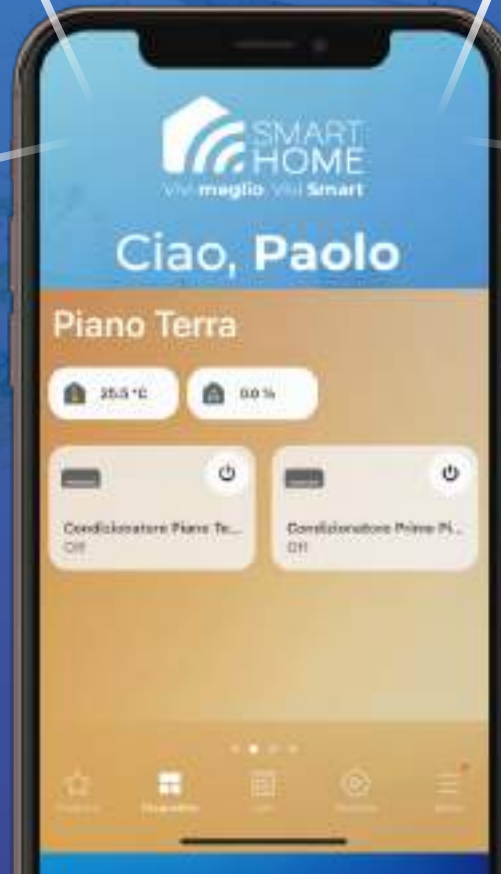 SMART
HOME
Vivi meglio. Vivi Smart
Ciao, Paolo
Piano Terra
25.5 °C
0.0 %
Condizionatore Piano Te...
Off
Condizionatore Primo Pi...
Off